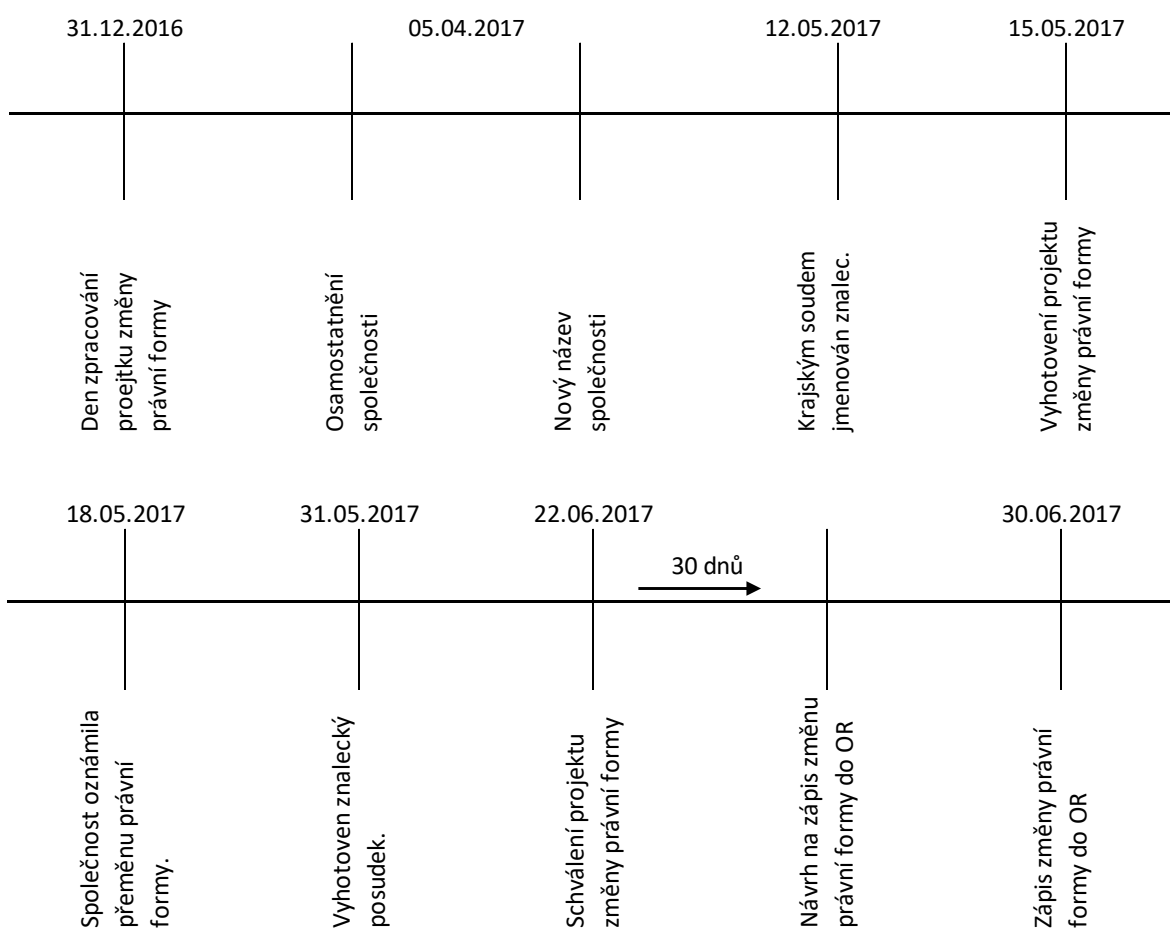 31.12.2016
05.04.2017
12.05.2017
15.05.2017
Den zpracování
proejtku změny
právní formy
Osamostatnění
společnosti
Nový název
společnosti
Krajským soudem
jmenován znalec.
Vyhotovení projektu
změny právní formy
18.05.2017
31.05.2017
22.06.2017
30 dnů
30.06.2017
Společnost oznámila
přeměnu právní
formy.
Vyhotoven znalecký
posudek.
Schválení projektu
změny právní formy
Návrh na zápis změnu
právní formy do OR
Zápis změny právní
formy do OR